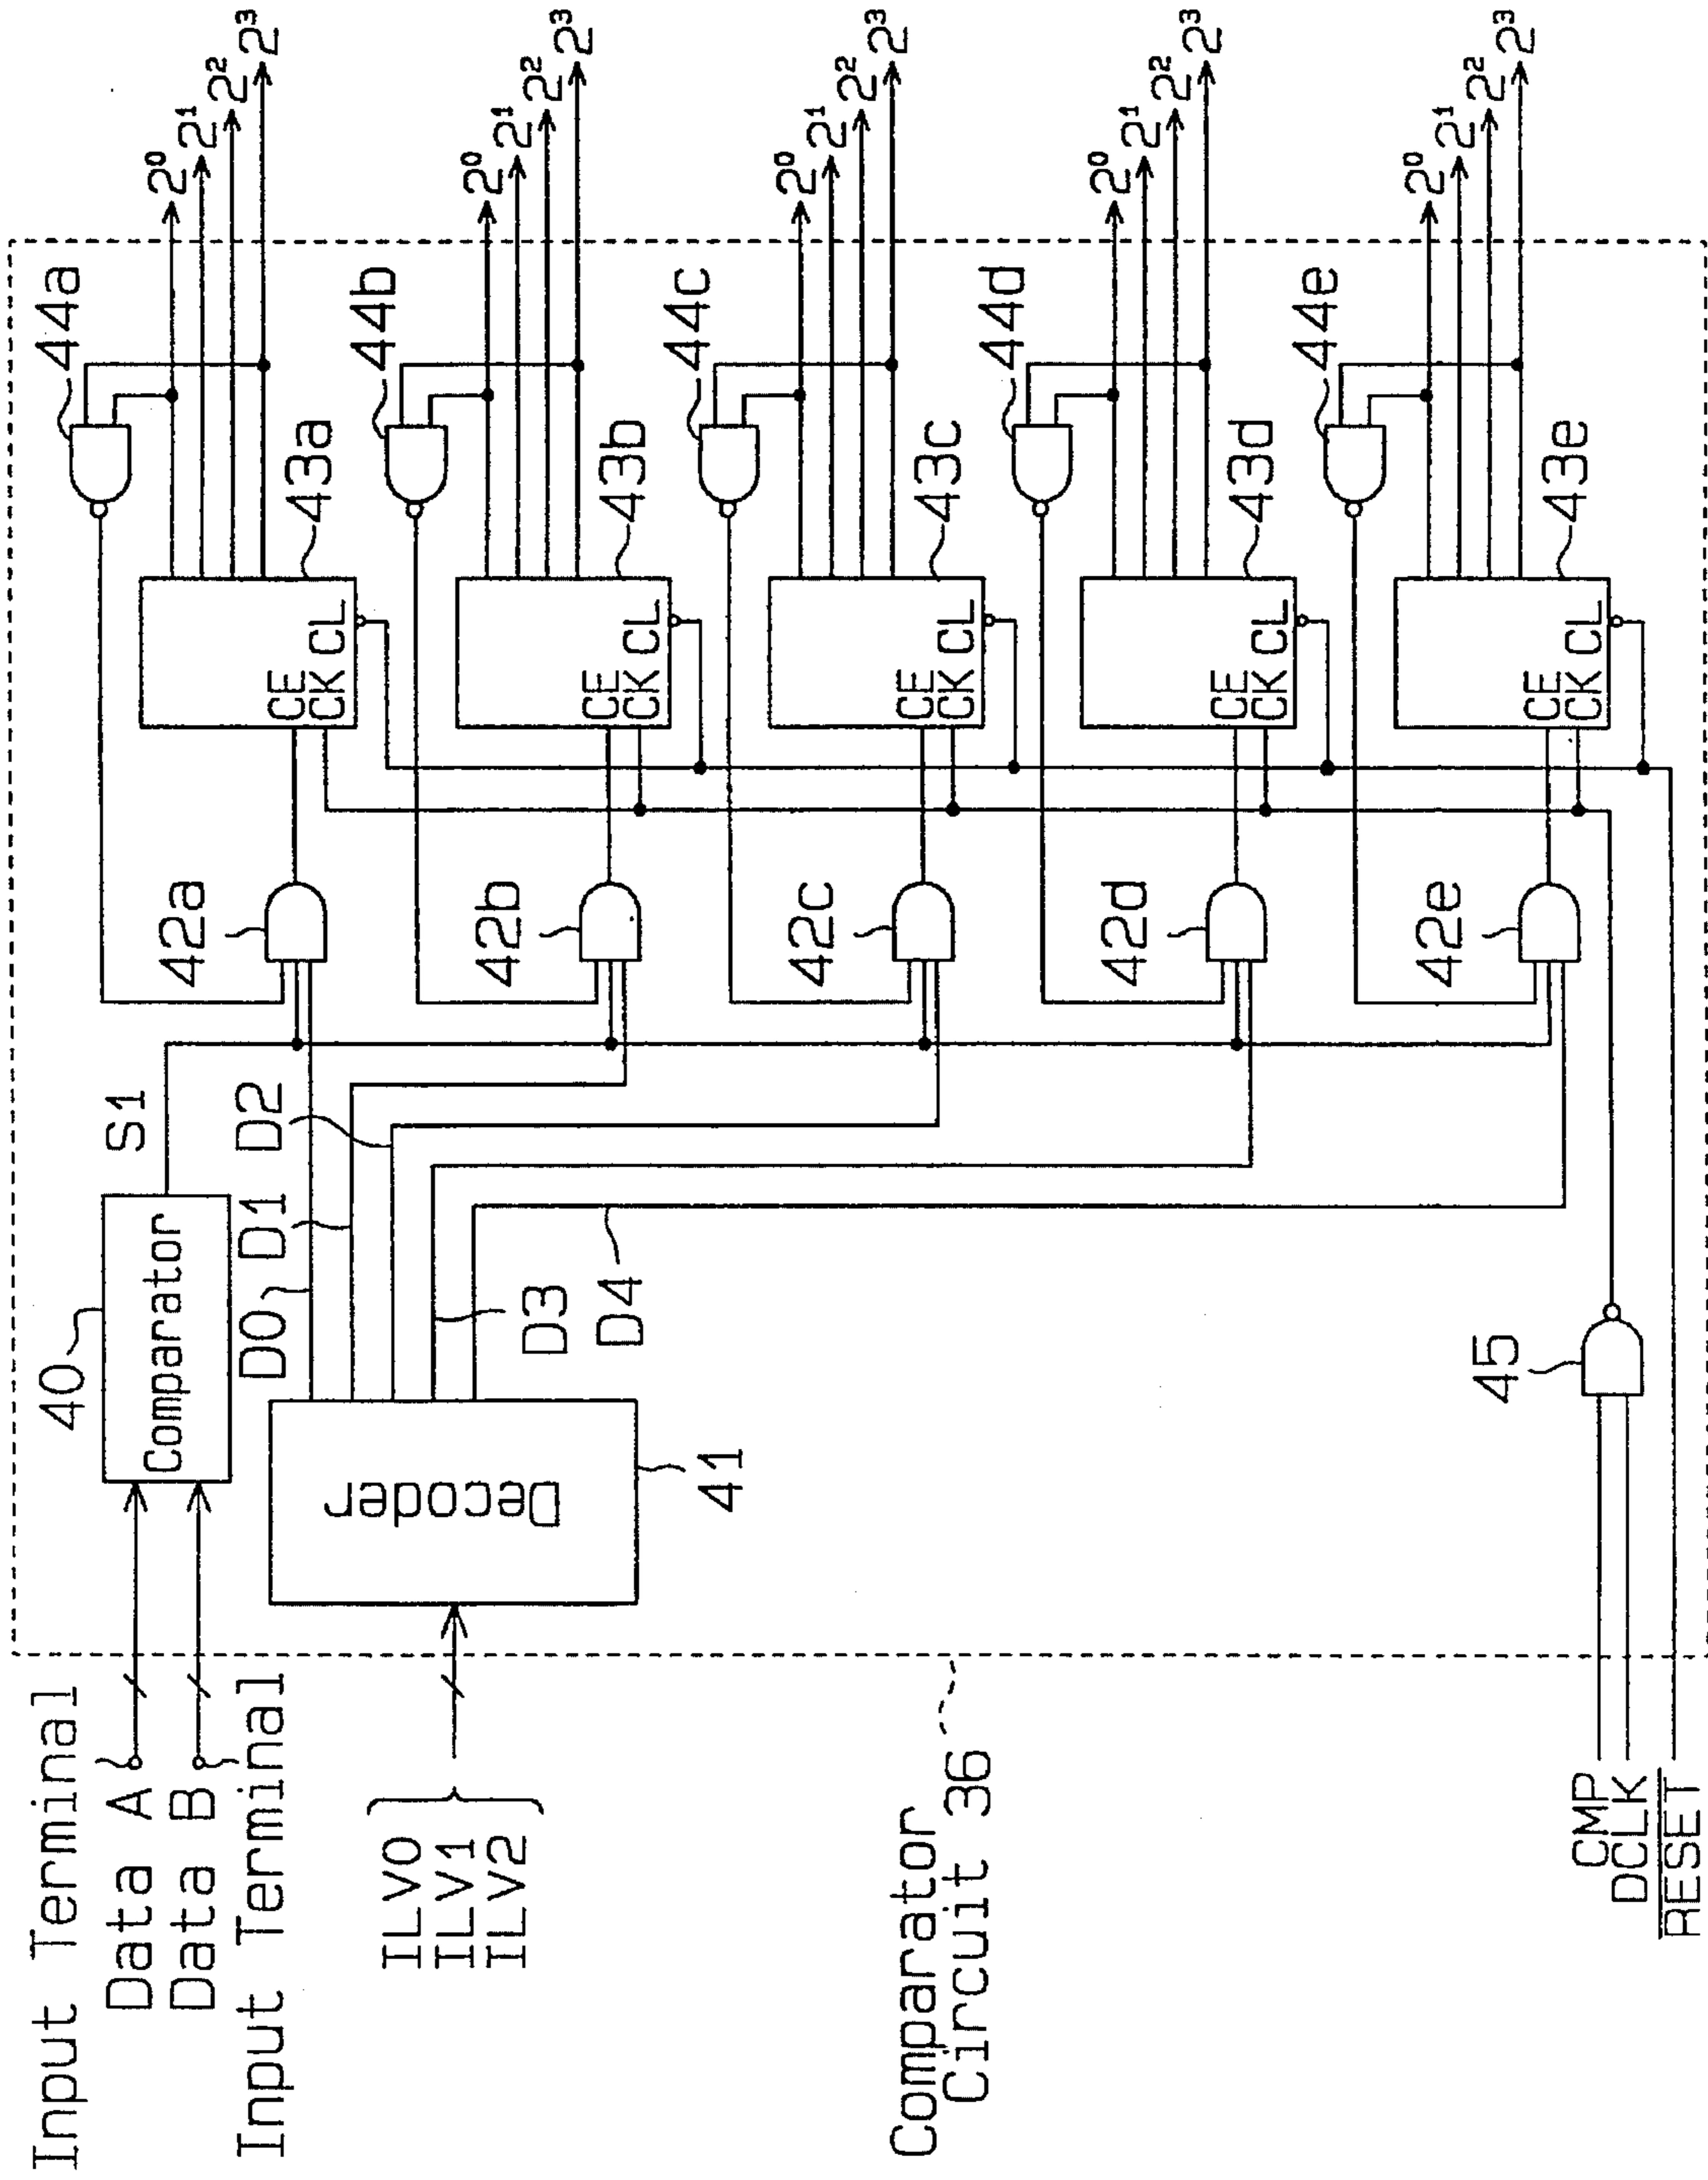 Input Terminal
Data A
Data B
Input Terminal
ILV0
ILV1
ILV2
Comparator
Circuit 36
CMP
DCLK
RESET
40
Comparator
S1
Decoder
41
D0
D1
D2
D3
D4
45
42a
42b
42c
42d
42e
CE
CK
CL
43a
CE
CK
CL
43b
CE
CK
CL
43c
CE
CK
CL
43d
CE
CK
CL
43e
44a
44b
44c
44d
44e
2⁰
2¹
2²
2³
2⁰
2¹
2²
2³
2⁰
2¹
2²
2³
2⁰
2¹
2²
2³
2⁰
2¹
2²
2³